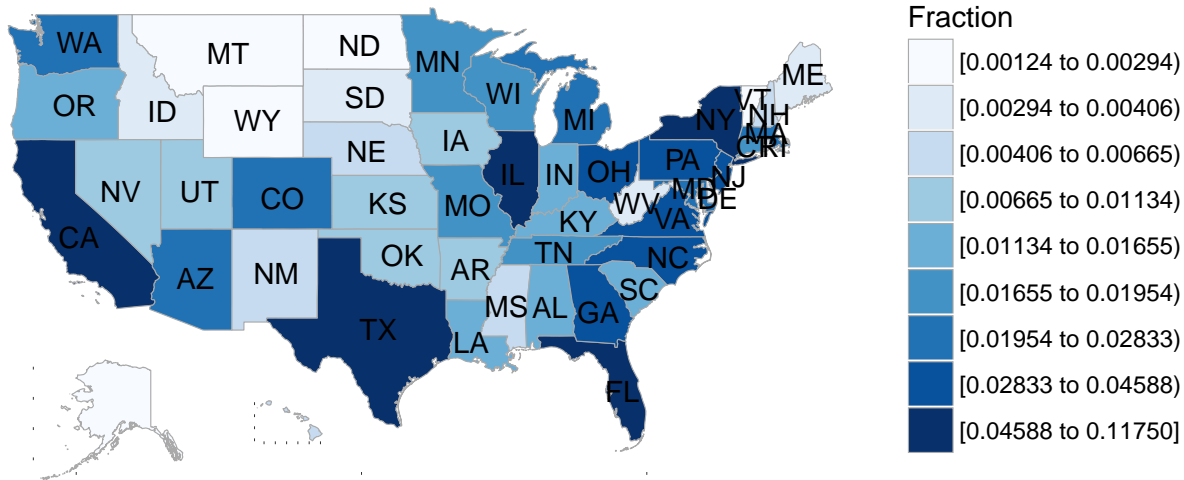 Fraction
[0.00124 to 0.00294)
[0.00294 to 0.00406)
[0.00406 to 0.00665)
[0.00665 to 0.01134)
[0.01134 to 0.01655)
[0.01655 to 0.01954)
[0.01954 to 0.02833)
[0.02833 to 0.04588)
[0.04588 to 0.11750]
WA
MT
ND
MN
ME
OR
ID
SD
WI
VT
WY
MI
NY
NH
MA
NE
IA
CT
RI
NV
UT
CO
KS
MO
IL
IN
OH
PA
NJ
MD
DE
WV
VA
KY
CA
AZ
NM
OK
AR
TN
NC
SC
TX
LA
MS
AL
GA
FL